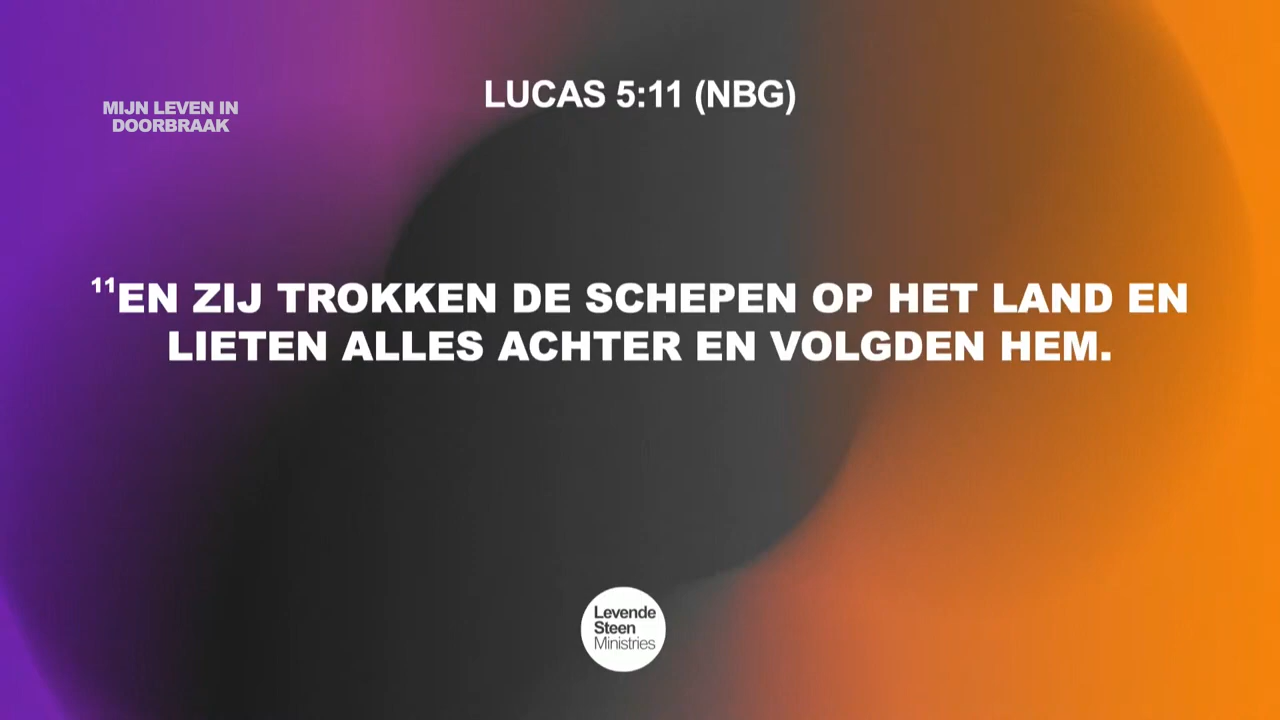 LUCAS 5:11 (NBG)
MIJN LEVEN IN
DOORBRAAK
¹¹EN ZIJ TROKKEN DE SCHEPEN OP HET LAND EN
LIETEN ALLES ACHTER EN VOLGDEN HEM.
Levende
Steen
Ministries